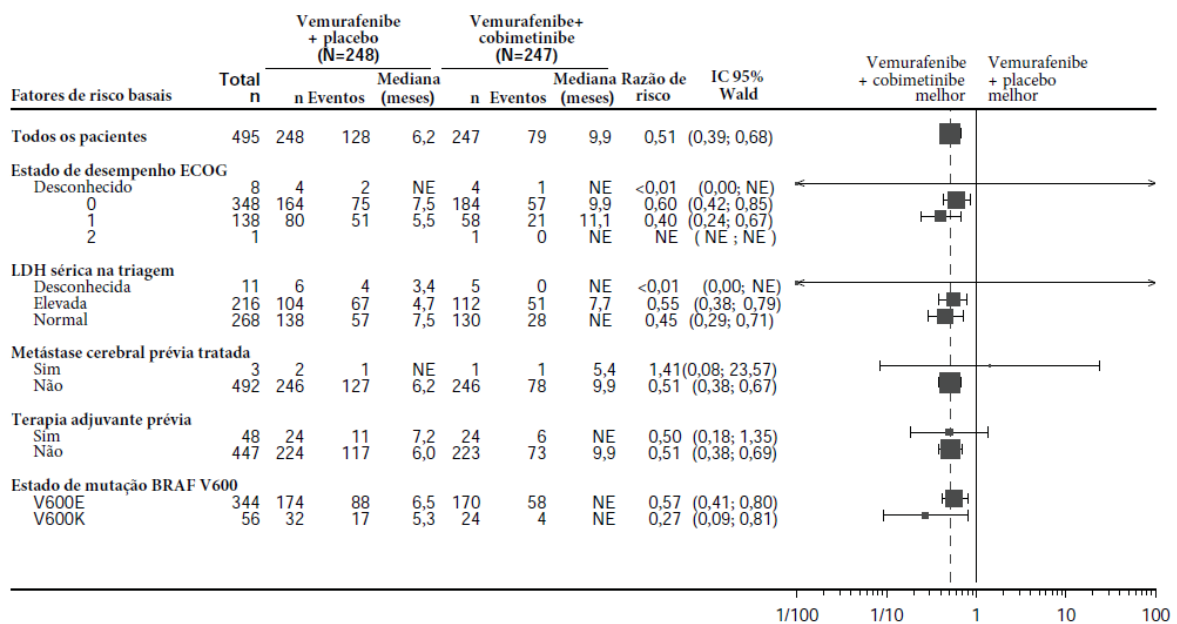 Vemurafenibe + placebo (N=248)
Vemurafenibe+ cobimetinibe (N=247)
Vemurafenibe + cobimetinibe melhor
Vemurafenibe + placebo melhor
Fatores de risco basais Total n n Eventos Mediana (meses) n Eventos Mediana (meses) Razão de risco IC 95% Wald
Todos os pacientes 495 248 128 6,2 247 79 9,9 0,51 (0,39; 0,68)
Estado de desempenho ECOG
Desconhecido 8 4 2 NE 4 1 NE <0,01 (0,00; NE)
0 348 164 75 7,5 184 57 9,9 0,60 (0,42; 0,85)
1 138 80 51 5,5 58 21 11,1 0,40 (0,24; 0,67)
2 1 1 0 NE NE ( NE ; NE )
LDH sérica na triagem
Desconhecida 11 6 4 3,4 5 0 NE <0,01 (0,00; NE)
Elevada 216 104 67 4,7 112 51 7,7 0,55 (0,38; 0,79)
Normal 268 138 57 7,5 130 28 NE 0,45 (0,29; 0,71)
Metástase cerebral prévia tratada
Sim 3 2 1 NE 1 1 5,4 1,41(0,08; 23,57)
Não 492 246 127 6,2 246 78 9,9 0,51 (0,38; 0,67)
Terapia adjuvante prévia
Sim 48 24 11 7,2 24 6 NE 0,50 (0,18; 1,35)
Não 447 224 117 6,0 223 73 9,9 0,51 (0,38; 0,69)
Estado de mutação BRAF V600
V600E 344 174 88 6,5 170 58 NE 0,57 (0,41; 0,80)
V600K 56 32 17 5,3 24 4 NE 0,27 (0,09; 0,81)
1/100 1/10 1 10 100